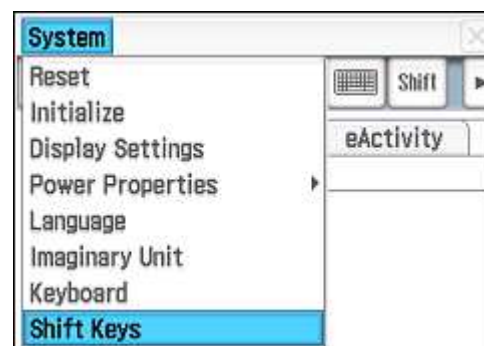 System
Reset
Shift
Initialize
Display Settings
eActivity
Power Properties
Language
Imaginary Unit
Keyboard
Shift Keys